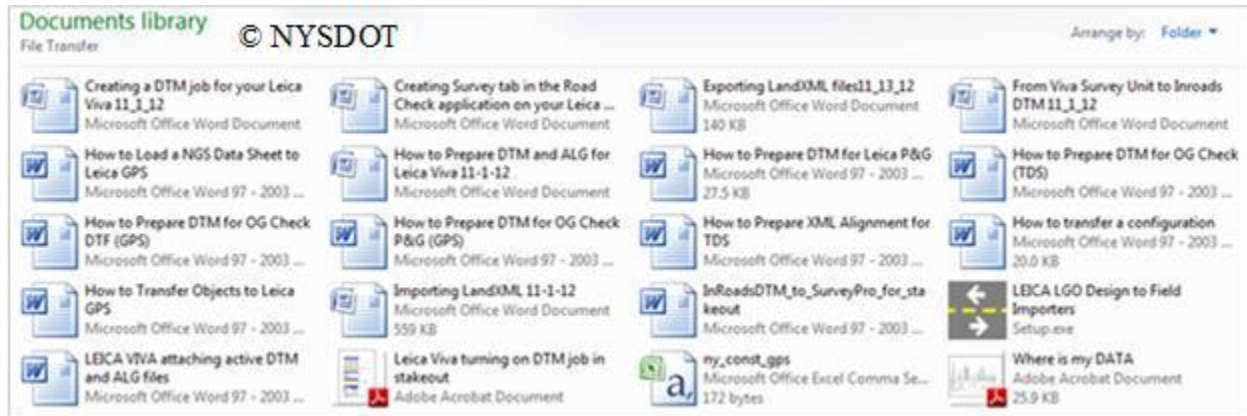 Documents library
File Transfer
© NYSDOT
Arrange by: Folder
Creating a DTM job for your Leica
Viva 11_1_12
Microsoft Office Word Document
Creating Survey tab in the Road
Check application on your Leica ...
Microsoft Office Word Document
Exporting LandXML files11_13_12
Microsoft Office Word Document
140 KB
From Viva Survey Unit to Inroads
DTM 11_1_12
Microsoft Office Word Document
How to Load a NGS Data Sheet to
Leica GPS
Microsoft Office Word 97 - 2003 ...
How to Prepare DTM and ALG for
Leica Viva 11-1-12
Microsoft Office Word Document
How to Prepare DTM for Leica P&G
Microsoft Office Word 97 - 2003 ...
27.5 KB
How to Prepare DTM for OG Check
(TDS)
Microsoft Office Word 97 - 2003 ...
How to Prepare DTM for OG Check
DTF (GPS)
Microsoft Office Word 97 - 2003 ...
How to Prepare DTM for OG Check
P&G (GPS)
Microsoft Office Word 97 - 2003 ...
How to Prepare XML Alignment for
TDS
Microsoft Office Word 97 - 2003 ...
How to transfer a configuration
Microsoft Office Word 97 - 2003 ...
20.0 KB
How to Transfer Objects to Leica
GPS
Microsoft Office Word 97 - 2003 ...
Importing LandXML 11-1-12
Microsoft Office Word Document
559 KB
InRoadsDTM_to_SurveyPro_for_sta
keout
Microsoft Office Word 97 - 2003 ...
LEICA LGO Design to Field
Importers
Setup.exe
LEICA VIVA attaching active DTM
and ALG files
Microsoft Office Word 97 - 2003 ...
Leica Viva turning on DTM job in
stakeout
Adobe Acrobat Document
ny_const_gps
Microsoft Office Excel Comma Se...
172 bytes
Where is my DATA
Adobe Acrobat Document
25.9 KB